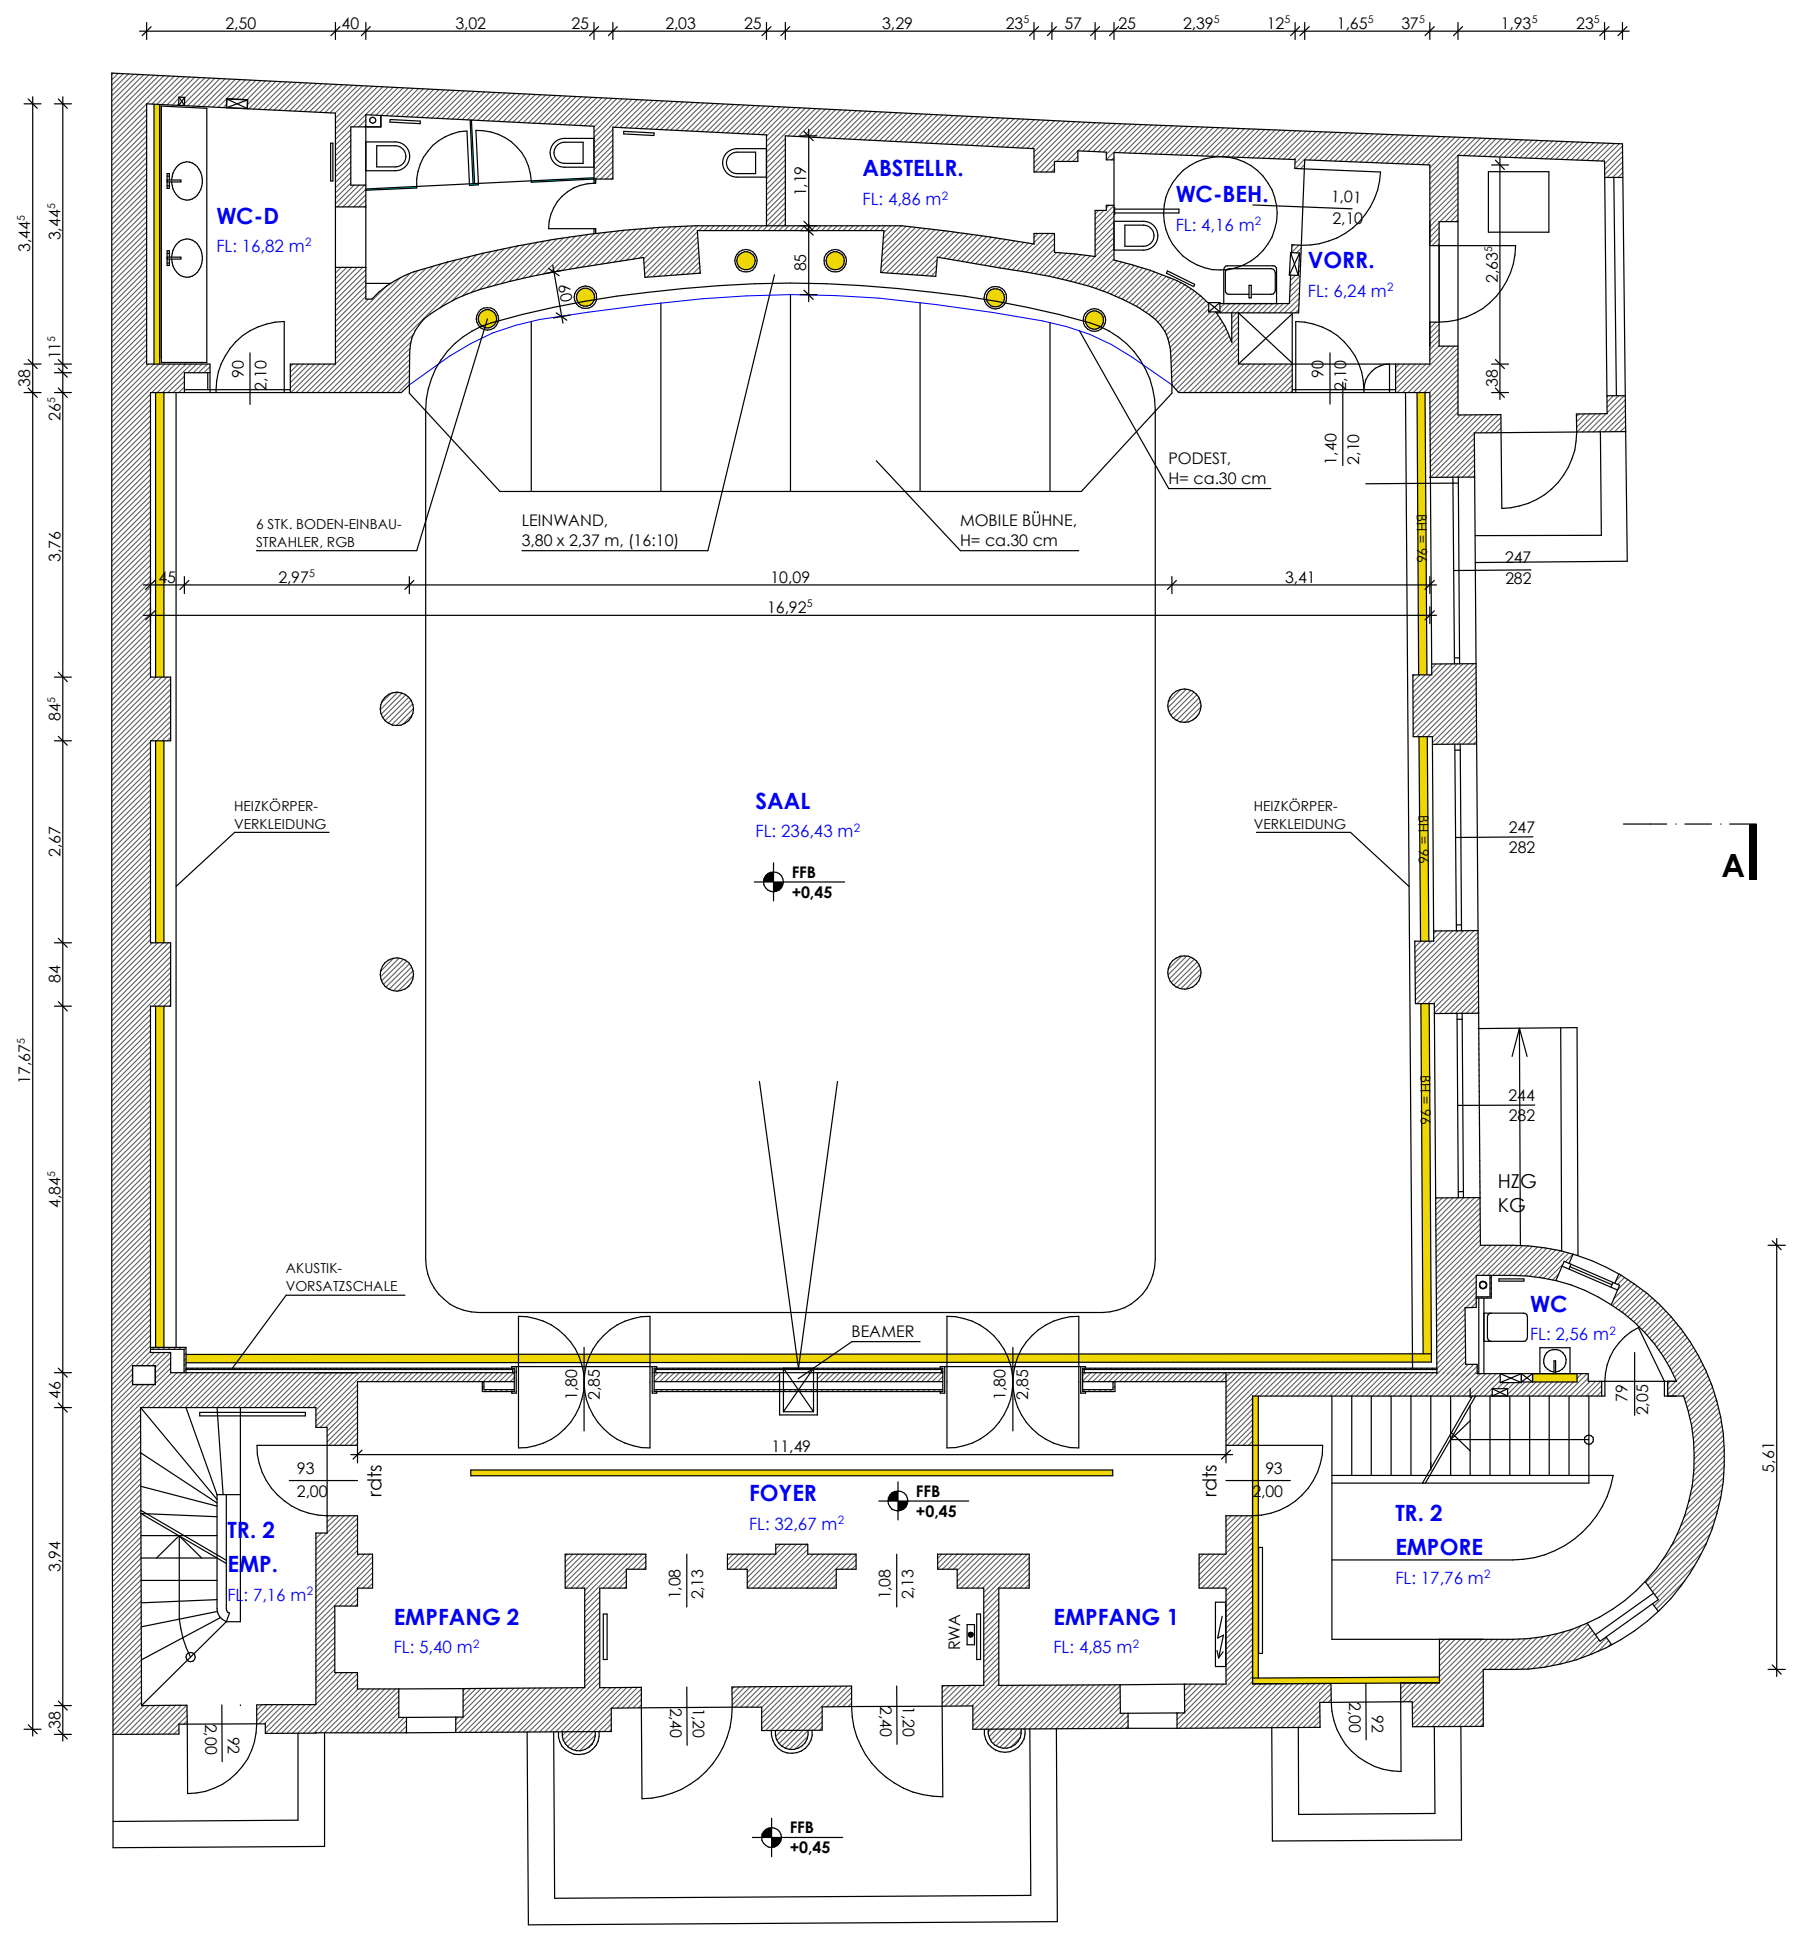 2,50 40 3,02 25 2,03 25 3,29 23⁵ 57 25 2,39⁵ 12⁵ 1,65⁵ 37⁵ 1,93⁵ 23⁵
3,44⁵
3,44⁵
11⁵
38
26⁵
3,76
84⁵
2,67
84
17,67⁵
4,84⁵
46
3,94
38
WC-D
FL: 16,82 m²
90
2,10
1,19
85
60
ABSTELLR.
FL: 4,86 m²
WC-BEH.
FL: 4,16 m²
1,01
2,10
VORR.
FL: 6,24 m²
2,63⁵
38
90
2,10
1,40
2,10
PODEST,
H= ca.30 cm
6 STK. BODEN-EINBAU-
STRAHLER, RGB
LEINWAND,
3,80 x 2,37 m, (16:10)
MOBILE BÜHNE,
H= ca.30 cm
BH = 96
247
282
45 2,97⁵ 10,09 3,41
16,92⁵
SAAL
FL: 236,43 m²
HEIZKÖRPER-
VERKLEIDUNG
HEIZKÖRPER-
VERKLEIDUNG
BH = 96
247
282
A
FFB
+0,45
BH = 96
244
282
HZG
KG
AKUSTIK-
VORSATZSCHALE
BEAMER
1,80
2,85
1,80
2,85
WC
FL: 2,56 m²
79
2,05
5,61
11,49
93
2,00
rdts
rdts
93
2,00
FOYER
FL: 32,67 m²
FFB
+0,45
TR. 2
EMP.
FL: 7,16 m²
TR. 2
EMPORE
FL: 17,76 m²
1,08
2,13
1,08
2,13
EMPFANG 2
FL: 5,40 m²
RWA
EMPFANG 1
FL: 4,85 m²
92
2,00
1,20
2,40
1,20
2,40
92
2,00
FFB
+0,45